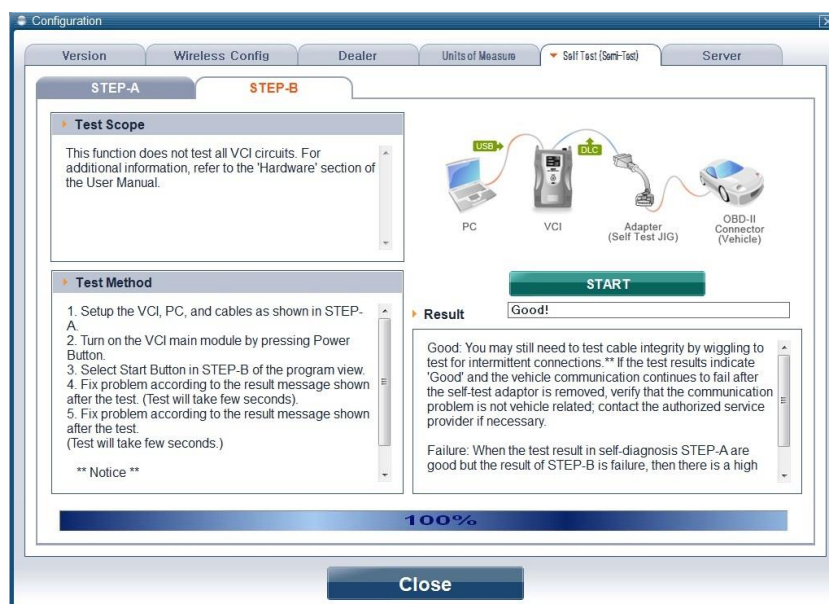 Configuration
Version
Wireless Config
Dealer
Units of Measure
Self Test(Semi-Test)
Server
STEP-A
STEP-B
Test Scope
This function does not test all VCI circuits. For
additional information, refer to the 'Hardware' section of
the User Manual.
USB
DLC
PC
VCI
Adapter
(Self Test JIG)
OBD-II
Connector
(Vehicle)
Test Method
1. Setup the VCI, PC, and cables as shown in STEP-
A.
2. Turn on the VCI main module by pressing Power
Button.
3. Select Start Button in STEP-B of the program view.
4. Fix problem according to the result message shown
after the test. (Test will take few seconds).
5. Fix problem according to the result message shown
after the test.
(Test will take few seconds.)
** Notice **
START
Result
Good!
Good: You may still need to test cable integrity by wiggling to
test for intermittent connections.** If the test results indicate
'Good' and the vehicle communication continues to fail after
the self-test adaptor is removed, verify that the communication
problem is not vehicle related; contact the authorized service
provider if necessary.
Failure: When the test result in self-diagnosis STEP-A are
good but the result of STEP-B is failure, then there is a high
100%
Close